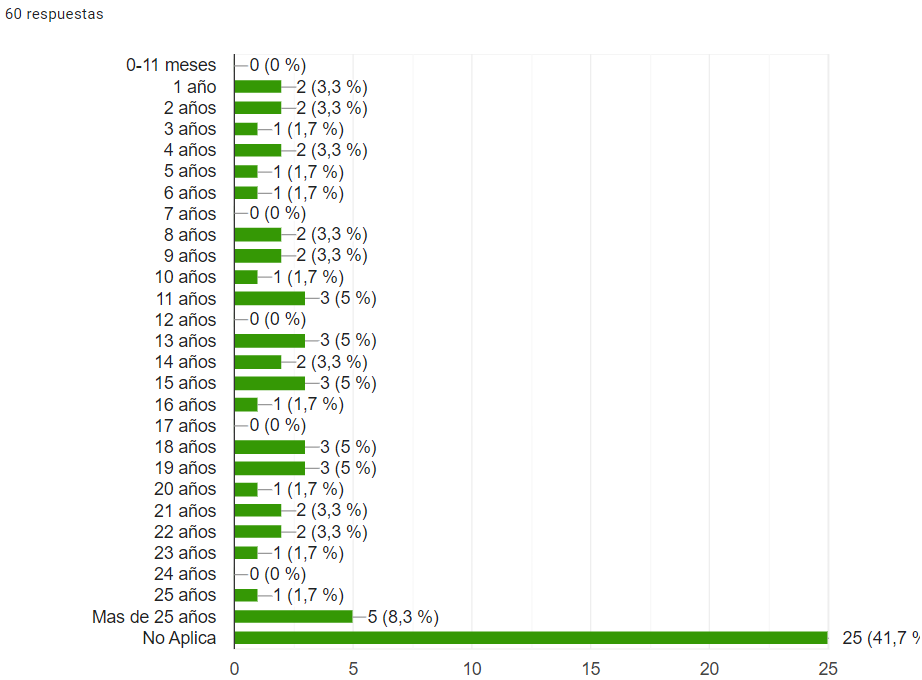 60 respuestas
0-11 meses 0 (0 %)
1 año 2 (3,3 %)
2 años 2 (3,3 %)
3 años 1 (1,7 %)
4 años 2 (3,3 %)
5 años 1 (1,7 %)
6 años 1 (1,7 %)
7 años 0 (0 %)
8 años 2 (3,3 %)
9 años 2 (3,3 %)
10 años 1 (1,7 %)
11 años 3 (5 %)
12 años 0 (0 %)
13 años 3 (5 %)
14 años 2 (3,3 %)
15 años 3 (5 %)
16 años 1 (1,7 %)
17 años 0 (0 %)
18 años 3 (5 %)
19 años 3 (5 %)
20 años 1 (1,7 %)
21 años 2 (3,3 %)
22 años 2 (3,3 %)
23 años 1 (1,7 %)
24 años 0 (0 %)
25 años 1 (1,7 %)
Mas de 25 años 5 (8,3 %)
No Aplica 25 (41,7 %
0 5 10 15 20 25